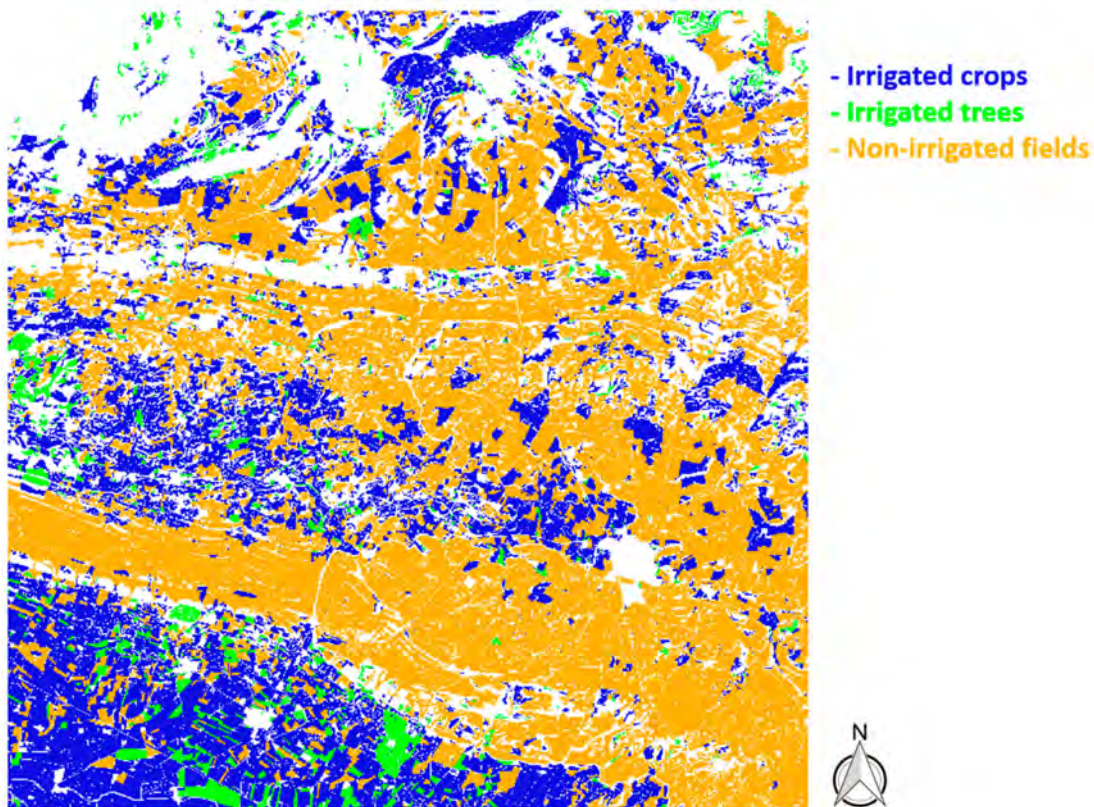 - Irrigated crops
- Irrigated trees
- Non-irrigated fields
N